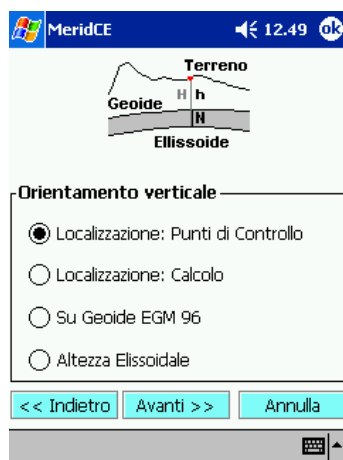 MeridCE 12.49 ok
Terreno
Geoide H h
N
Ellissoide
Orientamento verticale
Localizzazione: Punti di Controllo
Localizzazione: Calcolo
Su Geoide EGM 96
Altezza Elissoidale
<< Indietro Avanti >> Annulla